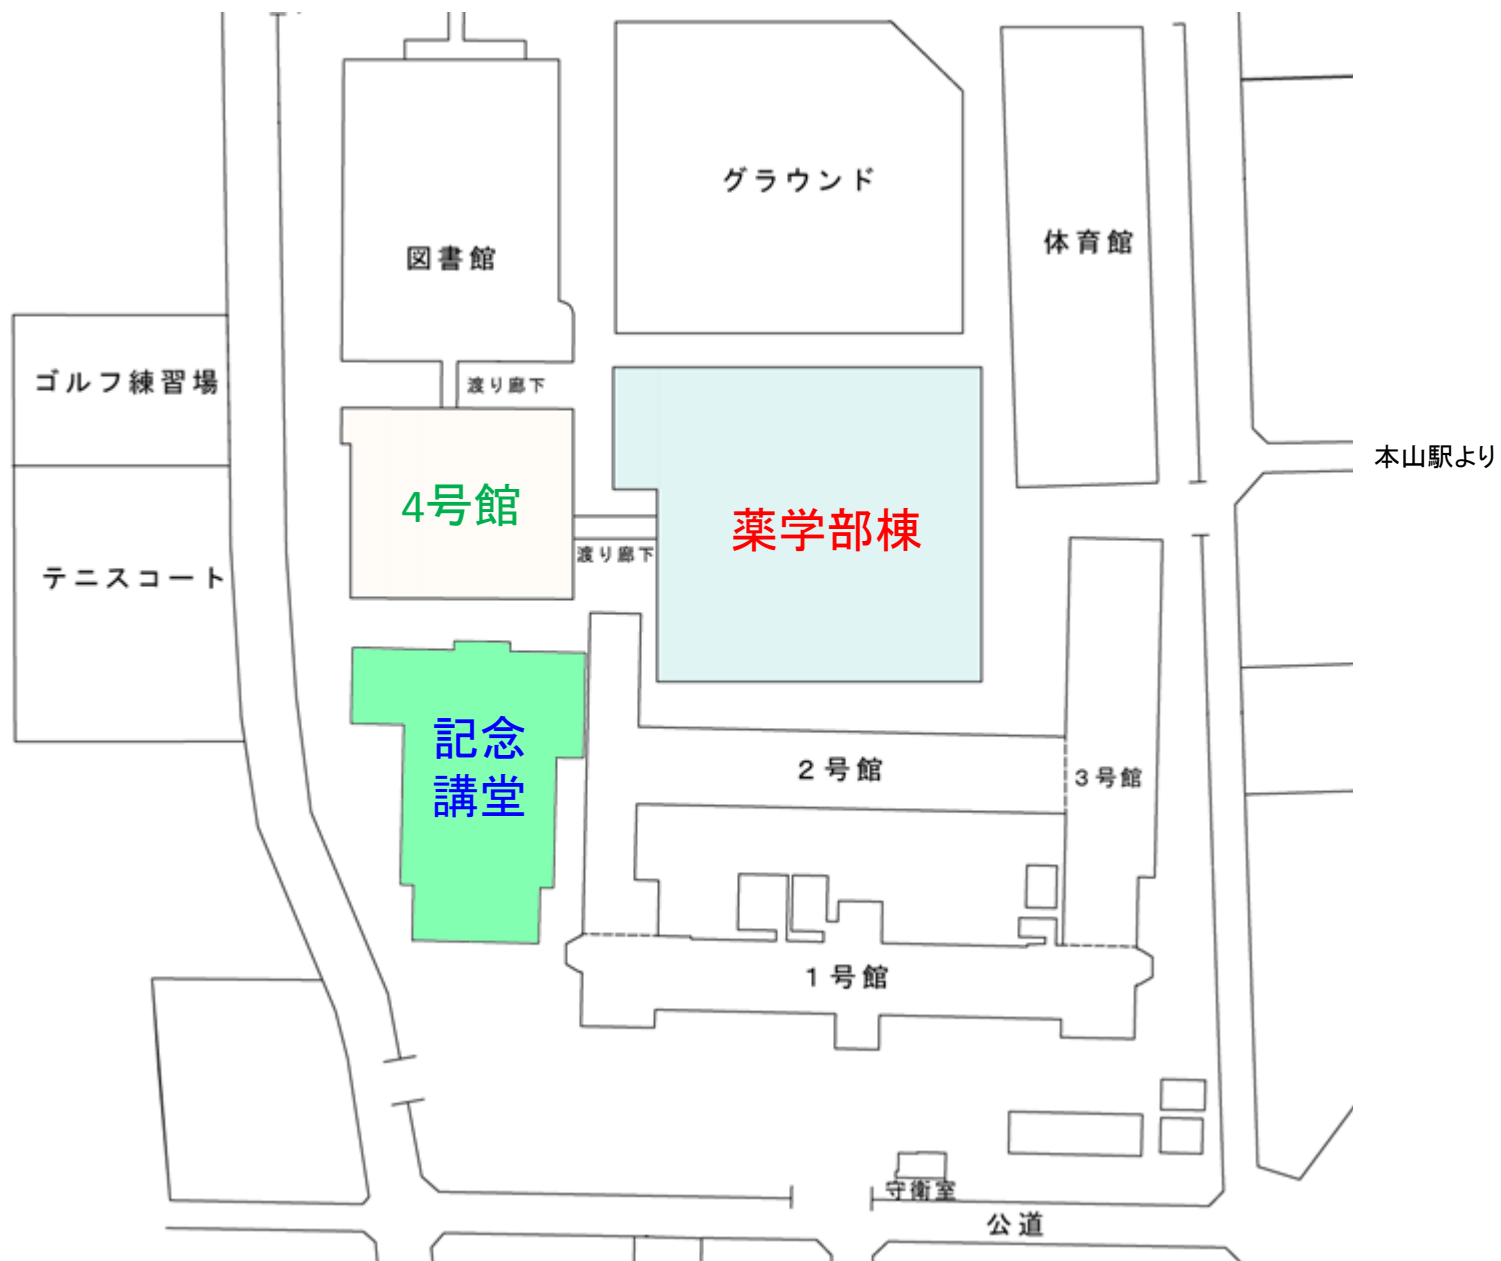 グラウンド
体育館
図書館
ゴルフ練習場
渡り廊下
本山駅より
4号館
薬学部棟
渡り廊下
テニスコート
記念
講堂
2号館
3号館
1号館
守衛室
公道